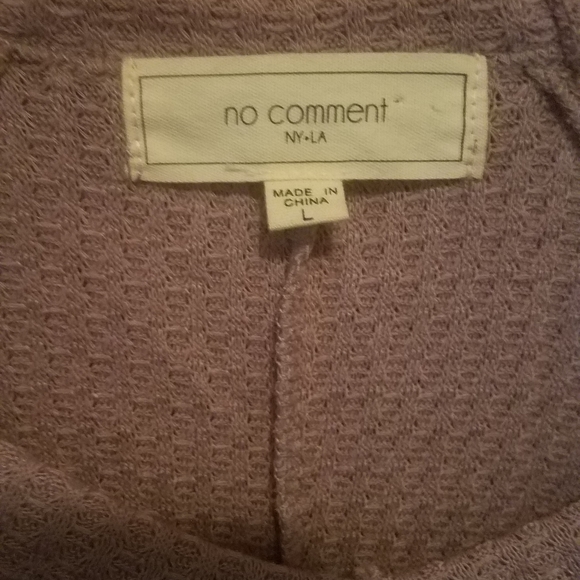 no comment
NY+LA
MADE IN
CHINA
L